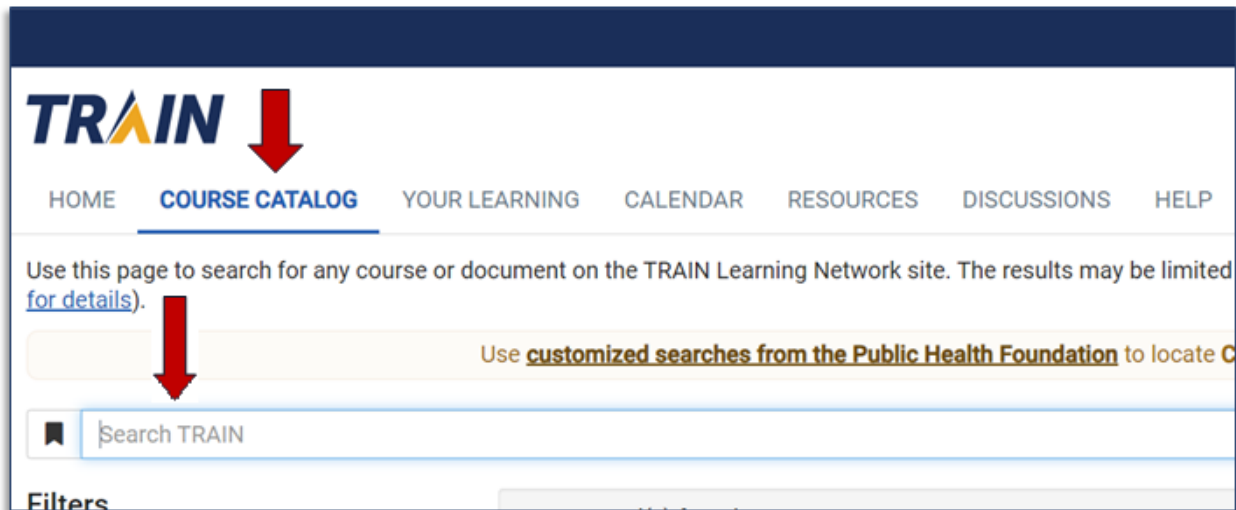 TRAIN
HOME COURSE CATALOG YOUR LEARNING CALENDAR RESOURCES DISCUSSIONS HELP
Use this page to search for any course or document on the TRAIN Learning Network site. The results may be limited
for details).
Use customized searches from the Public Health Foundation to locate C
Search TRAIN
Filters